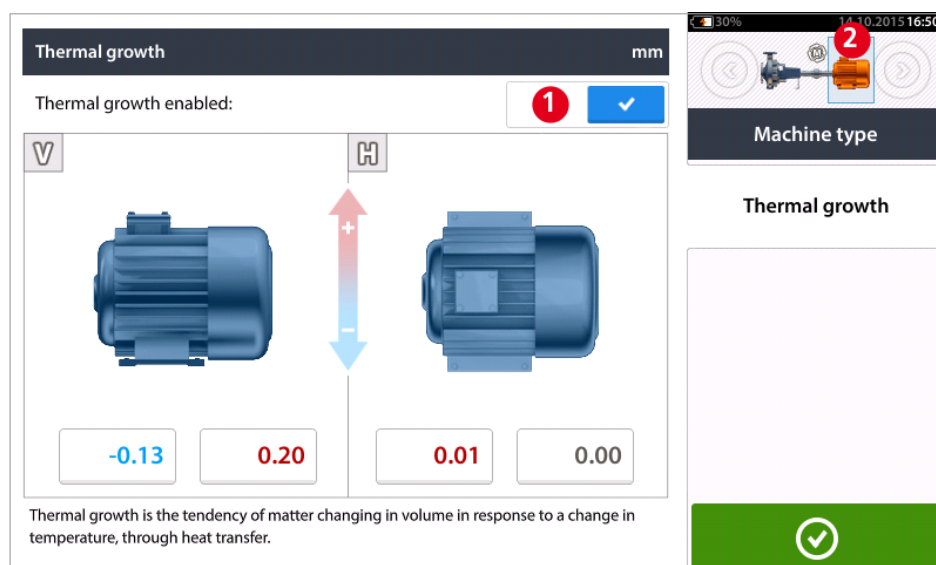 Thermal growth mm
Thermal growth enabled:
1
V
H
+
−
-0.13 0.20 0.01 0.00
Thermal growth is the tendency of matter changing in volume in response to a change in
temperature, through heat transfer.
30% 14.10.2015 16:50
2
M
Machine type
Thermal growth